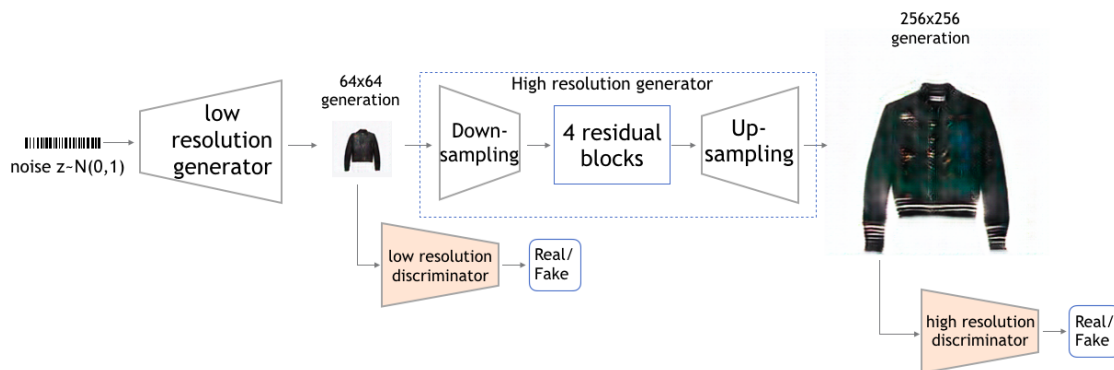 256x256
generation
64x64
generation
High resolution generator
low
resolution
generator
Down-
sampling
4 residual
blocks
Up-
sampling
noise z~N(0,1)
low resolution
discriminator
Real/
Fake
high resolution
discriminator
Real/
Fake